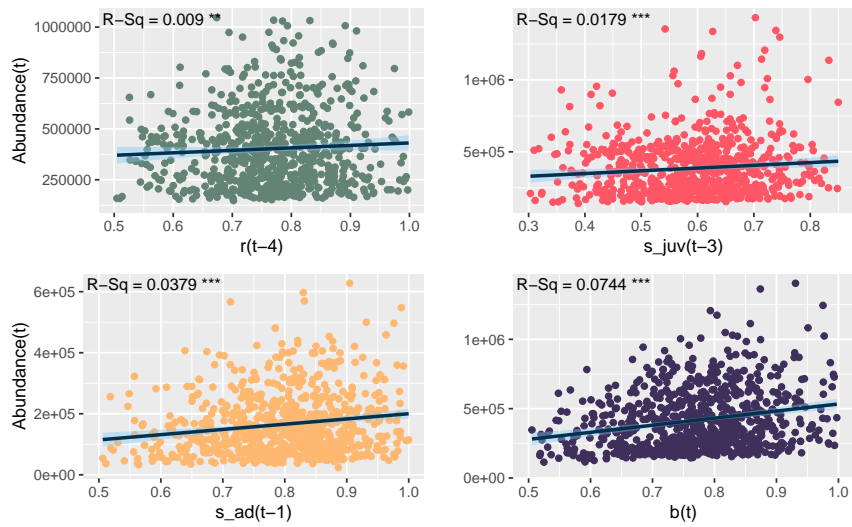 R−Sq = 0.009 **
Abundance(t)
1000000
750000
500000
250000
0.5 0.6 0.7 0.8 0.9 1.0
r(t−4)
R−Sq = 0.0179 ***
1e+06
5e+05
0.3 0.4 0.5 0.6 0.7 0.8
s_juv(t−3)
R−Sq = 0.0379 ***
Abundance(t)
6e+05
4e+05
2e+05
0e+00
0.5 0.6 0.7 0.8 0.9 1.0
s_ad(t−1)
R−Sq = 0.0744 ***
1e+06
5e+05
0e+00
0.5 0.6 0.7 0.8 0.9 1.0
b(t)